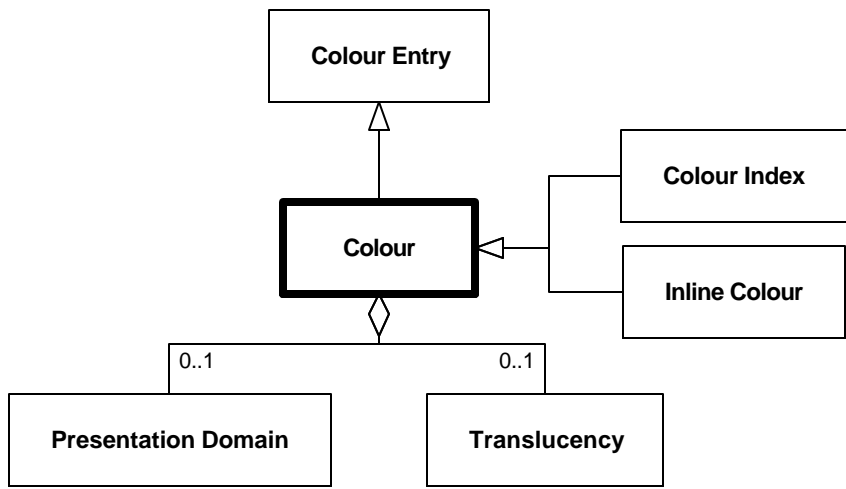 Colour Entry
Colour Index
Colour
Inline Colour
0..1
0..1
Presentation Domain
Translucency